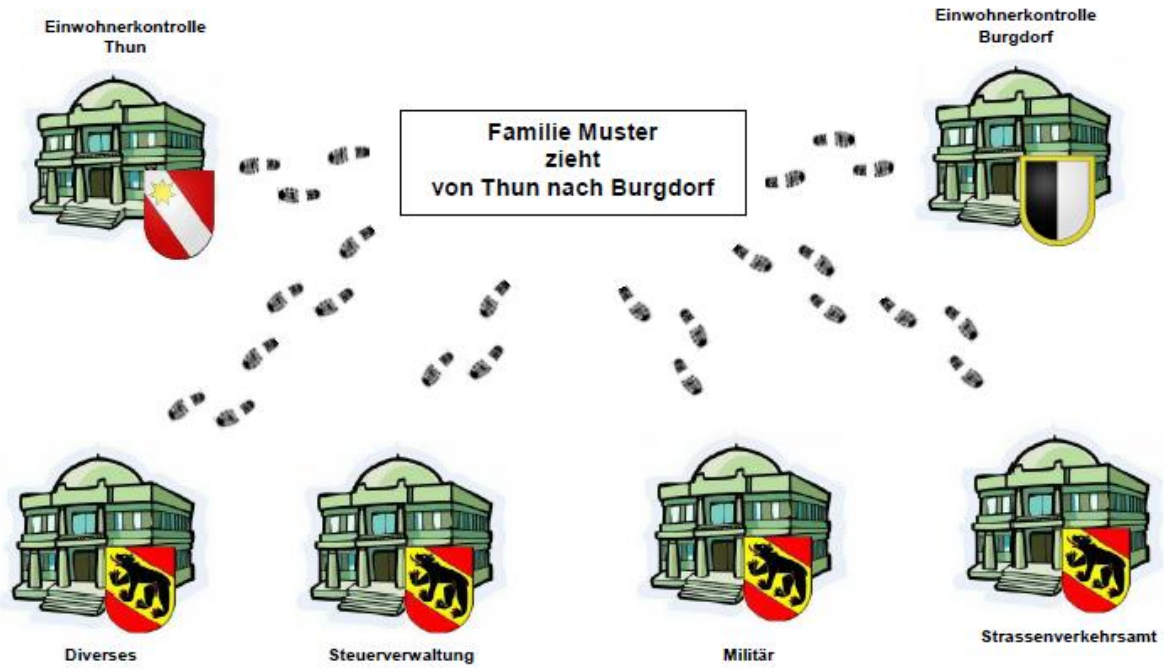 Einwohnerkontrolle
Thun
Einwohnerkontrolle
Burgdorf
Familie Muster
zieht
von Thun nach Burgdorf
Diverses
Steuerverwaltung
Militär
Strassenverkehrsamt